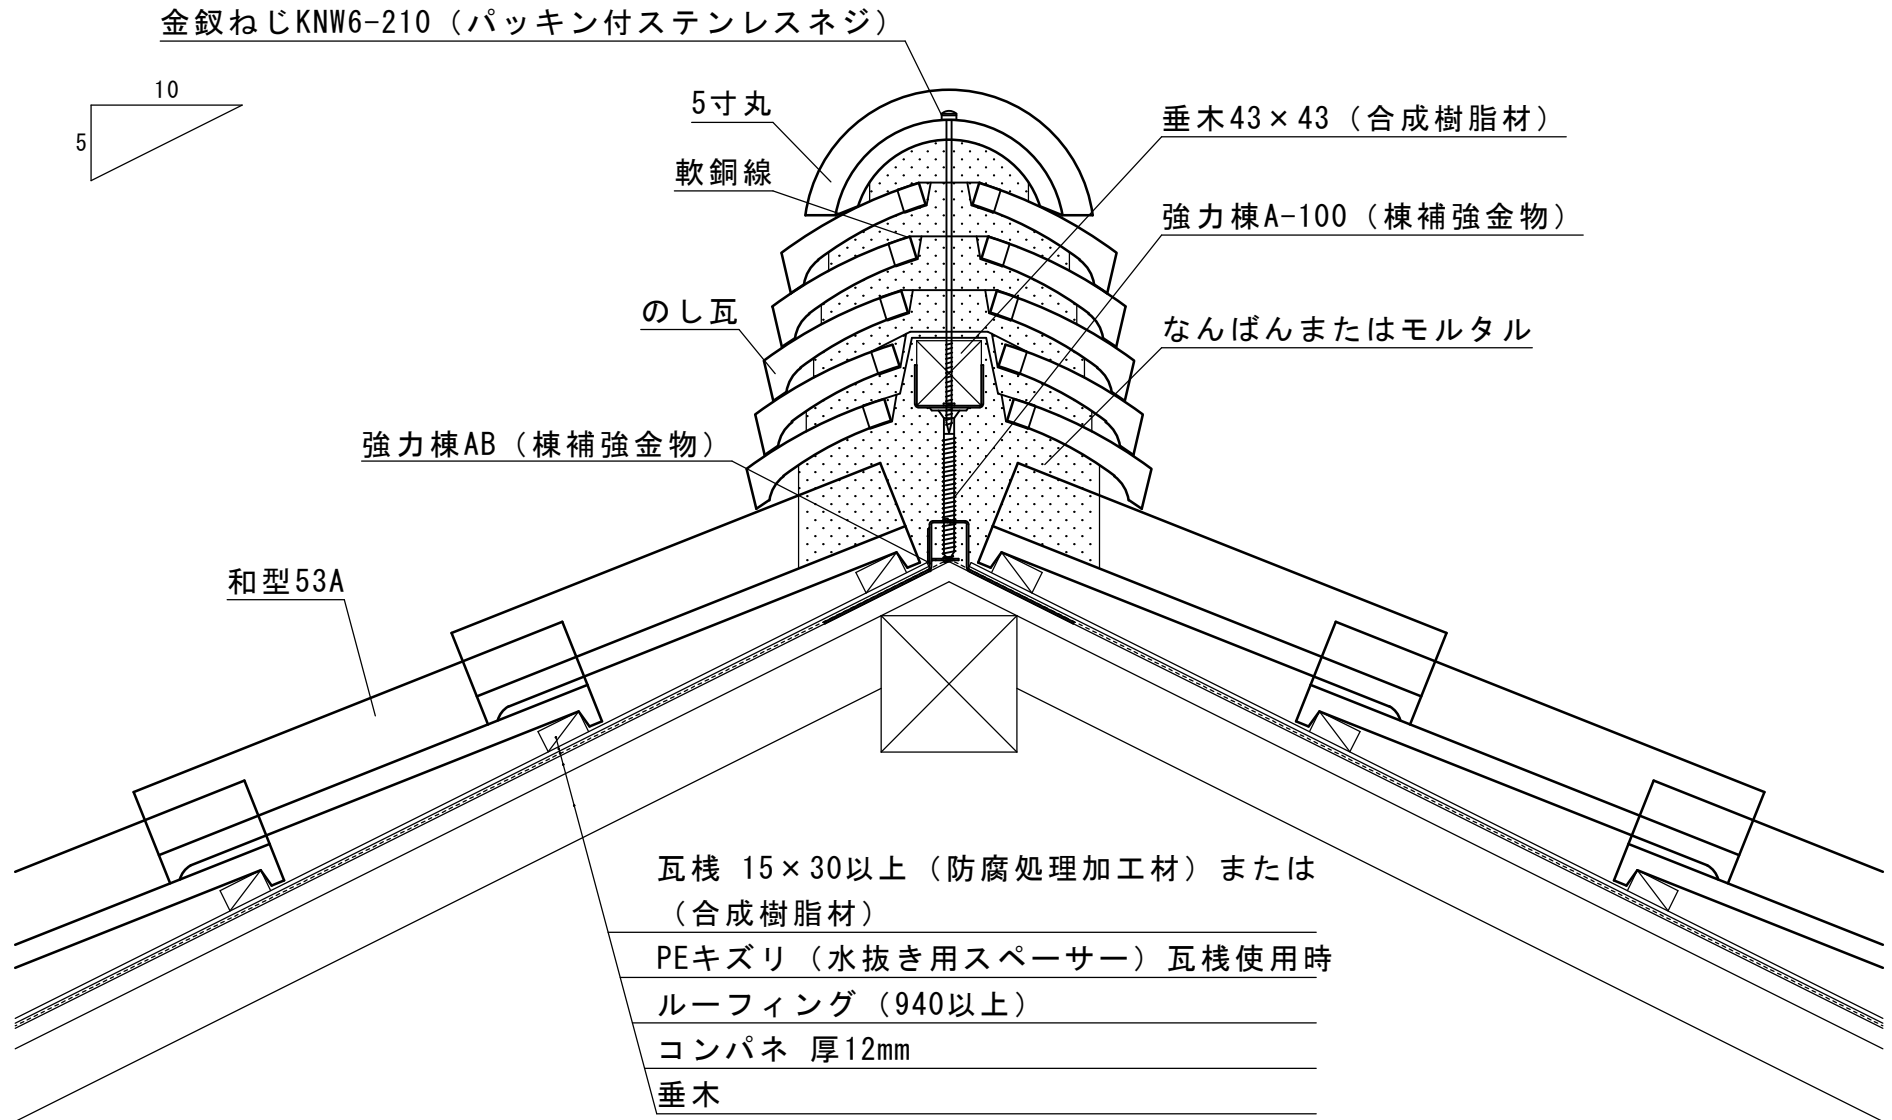 金釵ねじKNW6-210（パッキン付ステンレスネジ）
10
5
5寸丸
垂木43×43（合成樹脂材）
軟銅線
強力棟A-100（棟補強金物）
のし瓦
なんばんまたはモルタル
強力棟AB（棟補強金物）
和型53A
瓦桟 15×30以上（防腐処理加工材）または
（合成樹脂材）
PEキズリ（水抜き用スペーサー）瓦桟使用時
ルーフィング（940以上）
コンパネ 厚12mm
垂木